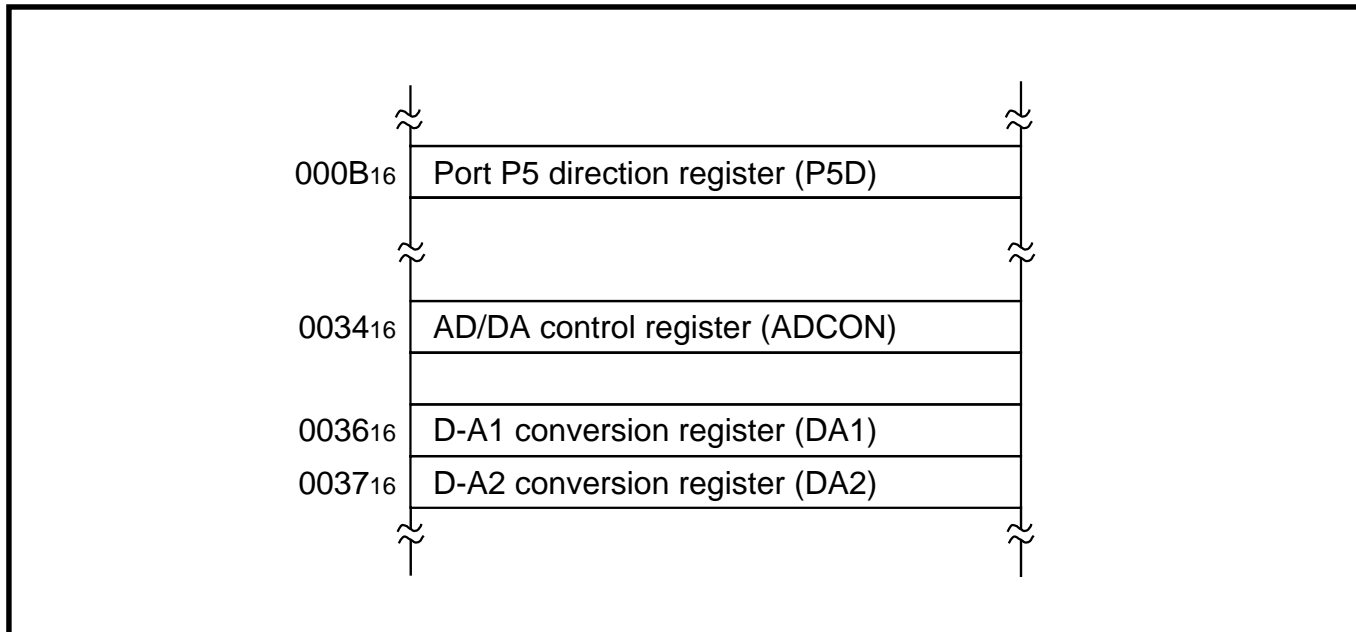 000B16 Port P5 direction register (P5D)
003416 AD/DA control register (ADCON)
003616 D-A1 conversion register (DA1)
003716 D-A2 conversion register (DA2)